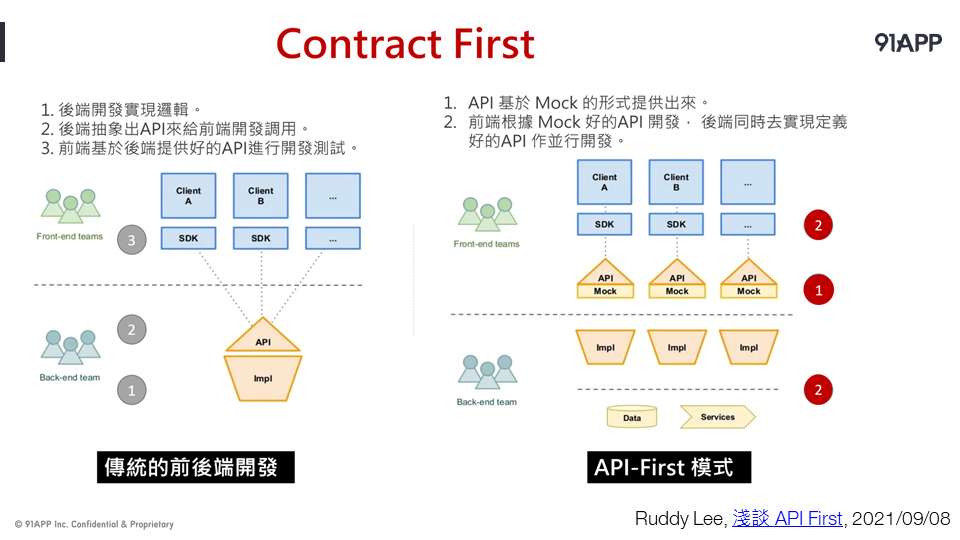 Contract First
91APP
1. 後端開發實現邏輯。
2. 後端抽象出API來給前端開發調用。
3. 前端基於後端提供好的API進行開發測試。
Client A
Client B
...
Front-end teams
3
SDK
SDK
...
2
API
Back-end team
1
Impl
傳統的前後端開發
1. API 基於 Mock 的形式提供出來。
2. 前端根據 Mock 好的API 開發， 後端同時去實現定義
好的API 作並行開發。
Client A
Client B
...
Front-end teams
SDK
SDK
...
2
API
API
API
Mock
Mock
Mock
1
Impl
Impl
Impl
Back-end team
2
Data
Services
API-First 模式
© 91APP Inc. Confidential & Proprietary
Ruddy Lee, 淺談 API First, 2021/09/08